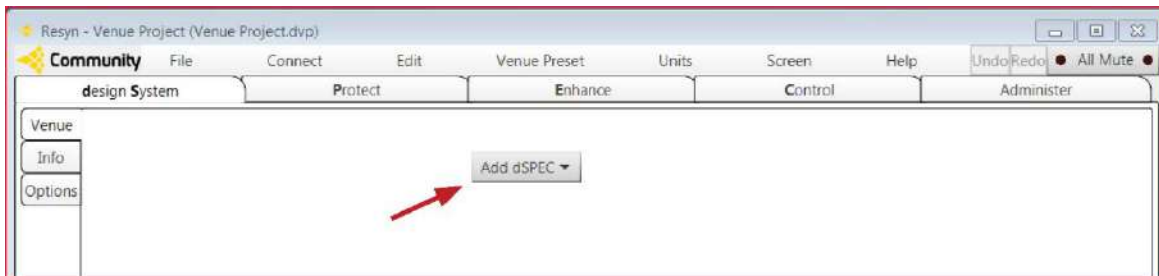 Resyn - Venue Project (Venue Project.dvp)
Community File Connect Edit Venue Preset Units Screen Help Undo Redo All Mute
design System Protect Enhance Control Administer
Venue
Info
Add dSPEC
Options